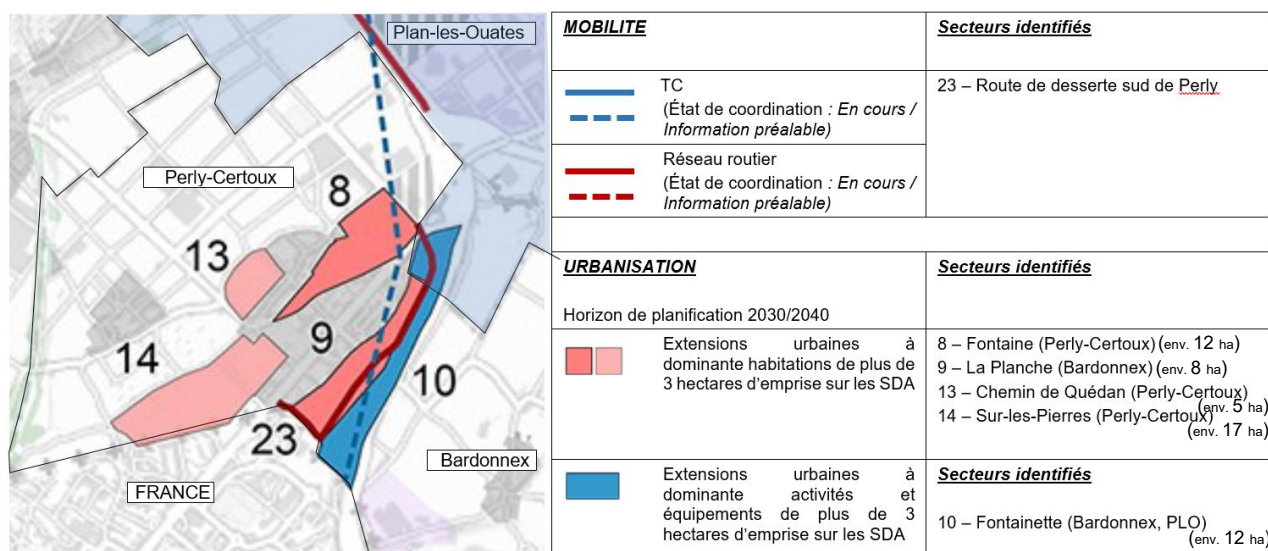 Plan-les-Ouates
Perly-Certoux
8
13
9
14
10
23
Bardonnex
FRANCE
MOBILITE
Secteurs identifiés
TC
(État de coordination : En cours /
Information préalable)
23 – Route de desserte sud de Perly
Réseau routier
(État de coordination : En cours /
Information préalable)
URBANISATION
Secteurs identifiés
Horizon de planification 2030/2040
Extensions urbaines à
dominante habitations de plus de
3 hectares d'emprise sur les SDA
8 – Fontaine (Perly-Certoux) (env. 12 ha)
9 – La Planche (Bardonnex) (env. 8 ha)
13 – Chemin de Quédan (Perly-Certoux)
(env. 5 ha)
14 – Sur-les-Pierres (Perly-Certoux)
(env. 17 ha)
Extensions urbaines à
dominante activités et
équipements de plus de 3
hectares d'emprise sur les SDA
Secteurs identifiés
10 – Fontainette (Bardonnex, PLO)
(env. 12 ha)